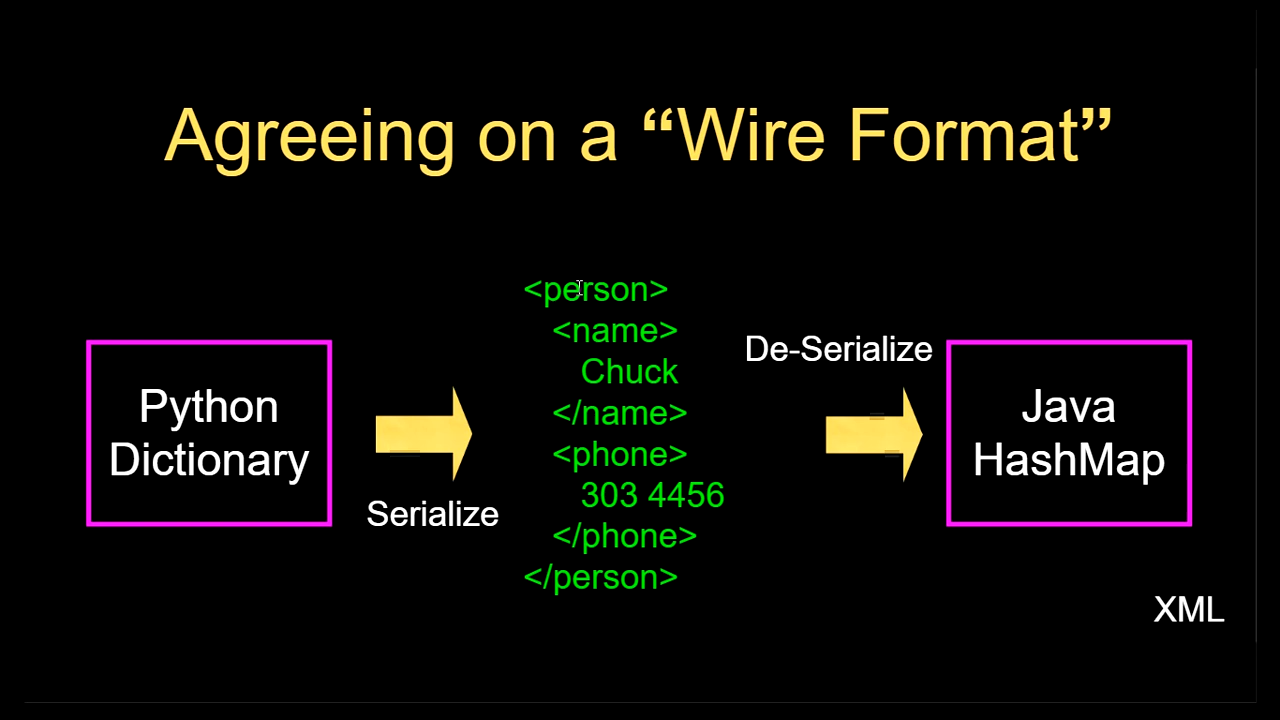 Agreeing on a “Wire Format”
Python
Dictionary
Serialize
<person>
<name>
Chuck
</name>
<phone>
303 4456
</phone>
</person>
De-Serialize
Java
HashMap
XML